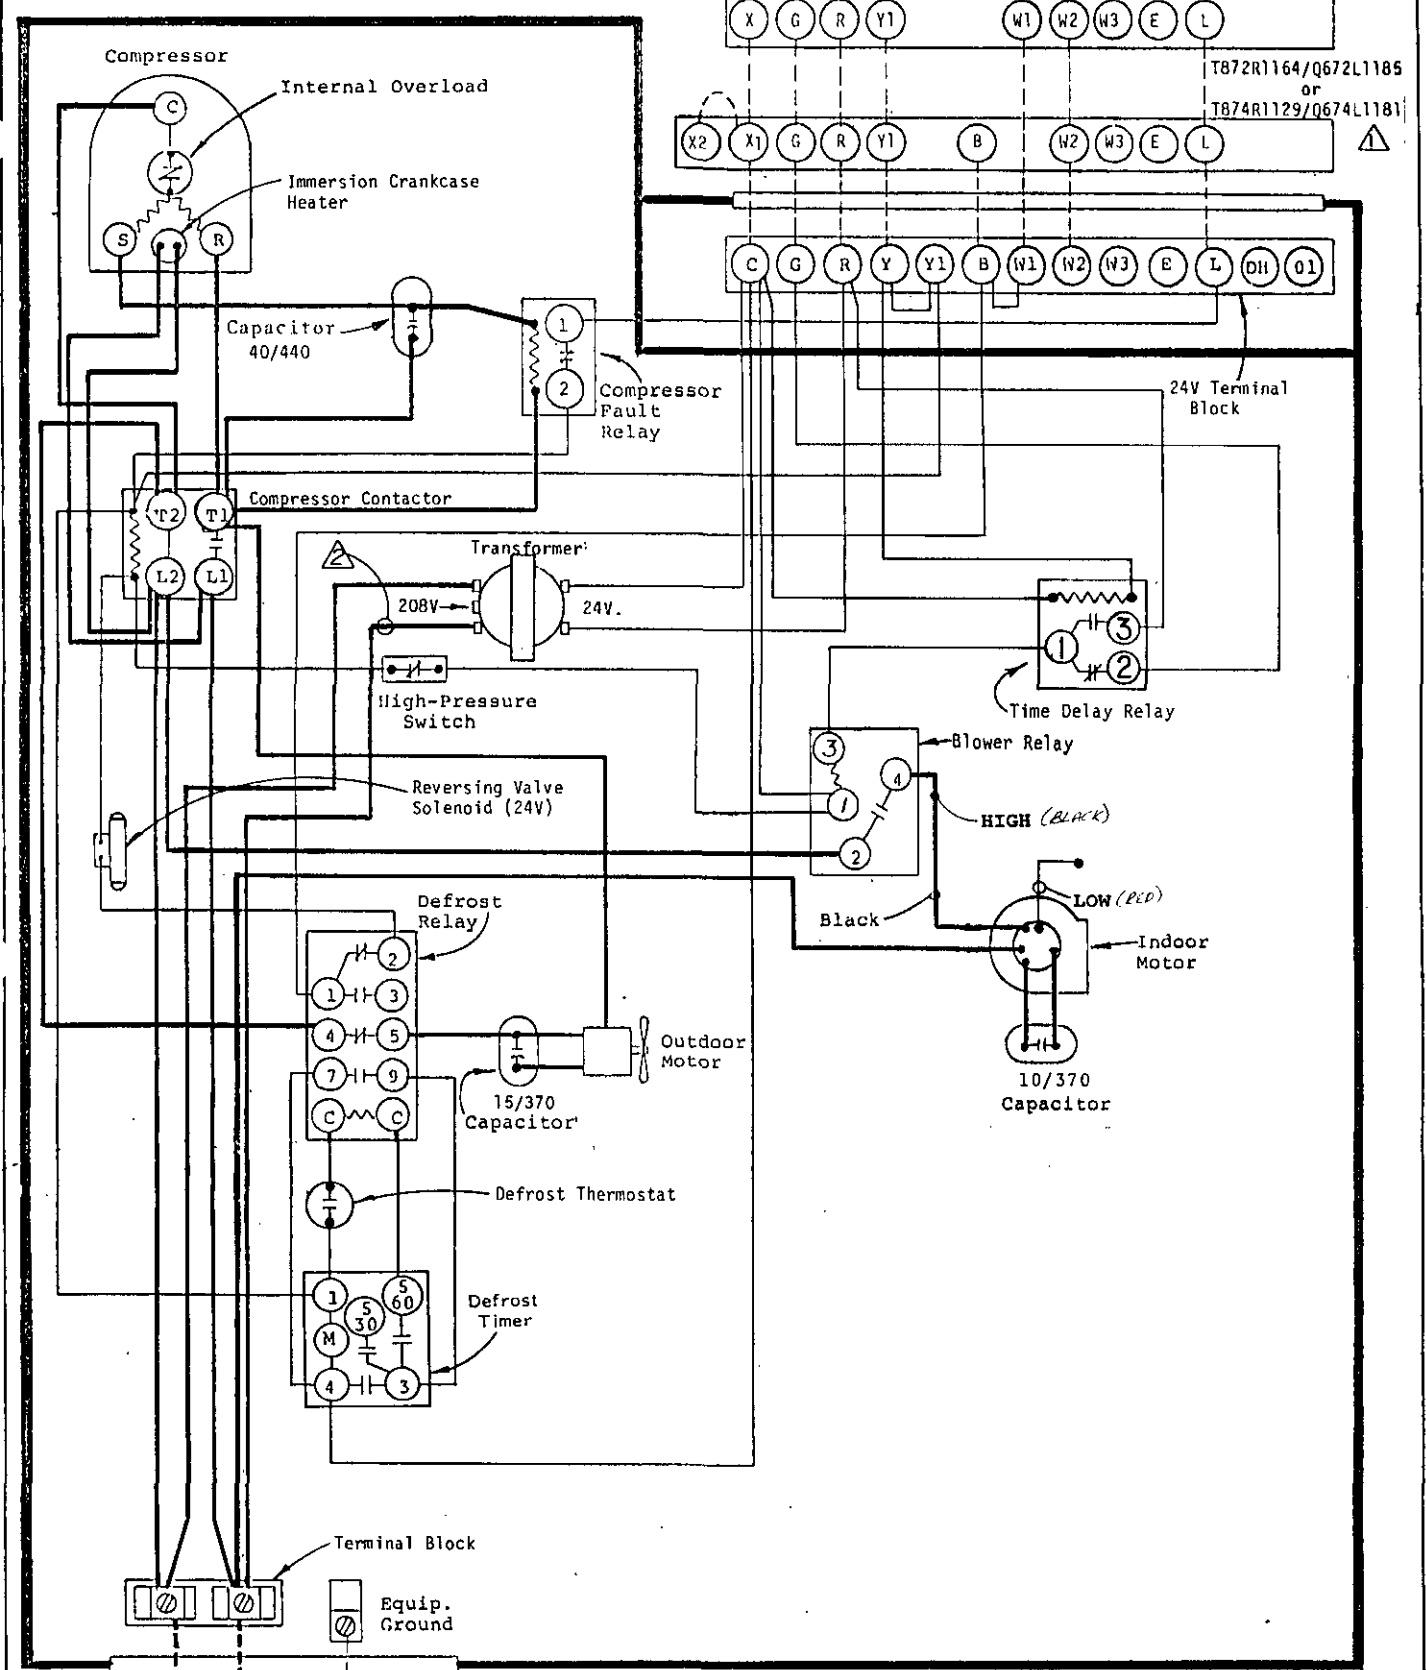 X G R Y1 W1 W2 W3 E L
T872R1164/Q672L1185
or
T874R1129/Q674L1181
1
X2 X1 G R Y1 B W2 W3 E L
C G R Y Y1 B W1 W2 W3 E L DH O1
24V Terminal
Block
Compressor
Internal Overload
C
Immersion Crankcase
Heater
S R
Capacitor
40/440
1
2
Compressor
Fault
Relay
Compressor Contactor
T2 T1
L2 L1
2
Transformer
208V
24V.
High-Pressure
Switch
3
1
2
Time Delay Relay
Blower Relay
3
4
1
2
HIGH (BLACK)
Reversing Valve
Solenoid (24V)
LOW (RED)
Black
Indoor
Motor
10/370
Capacitor
Defrost
Relay
2
1 3
4 5
7 9
C C
Outdoor
Motor
15/370
Capacitor
Defrost Thermostat
1
S
60
S
30
M
4 3
Defrost
Timer
Terminal Block
Equip.
Ground